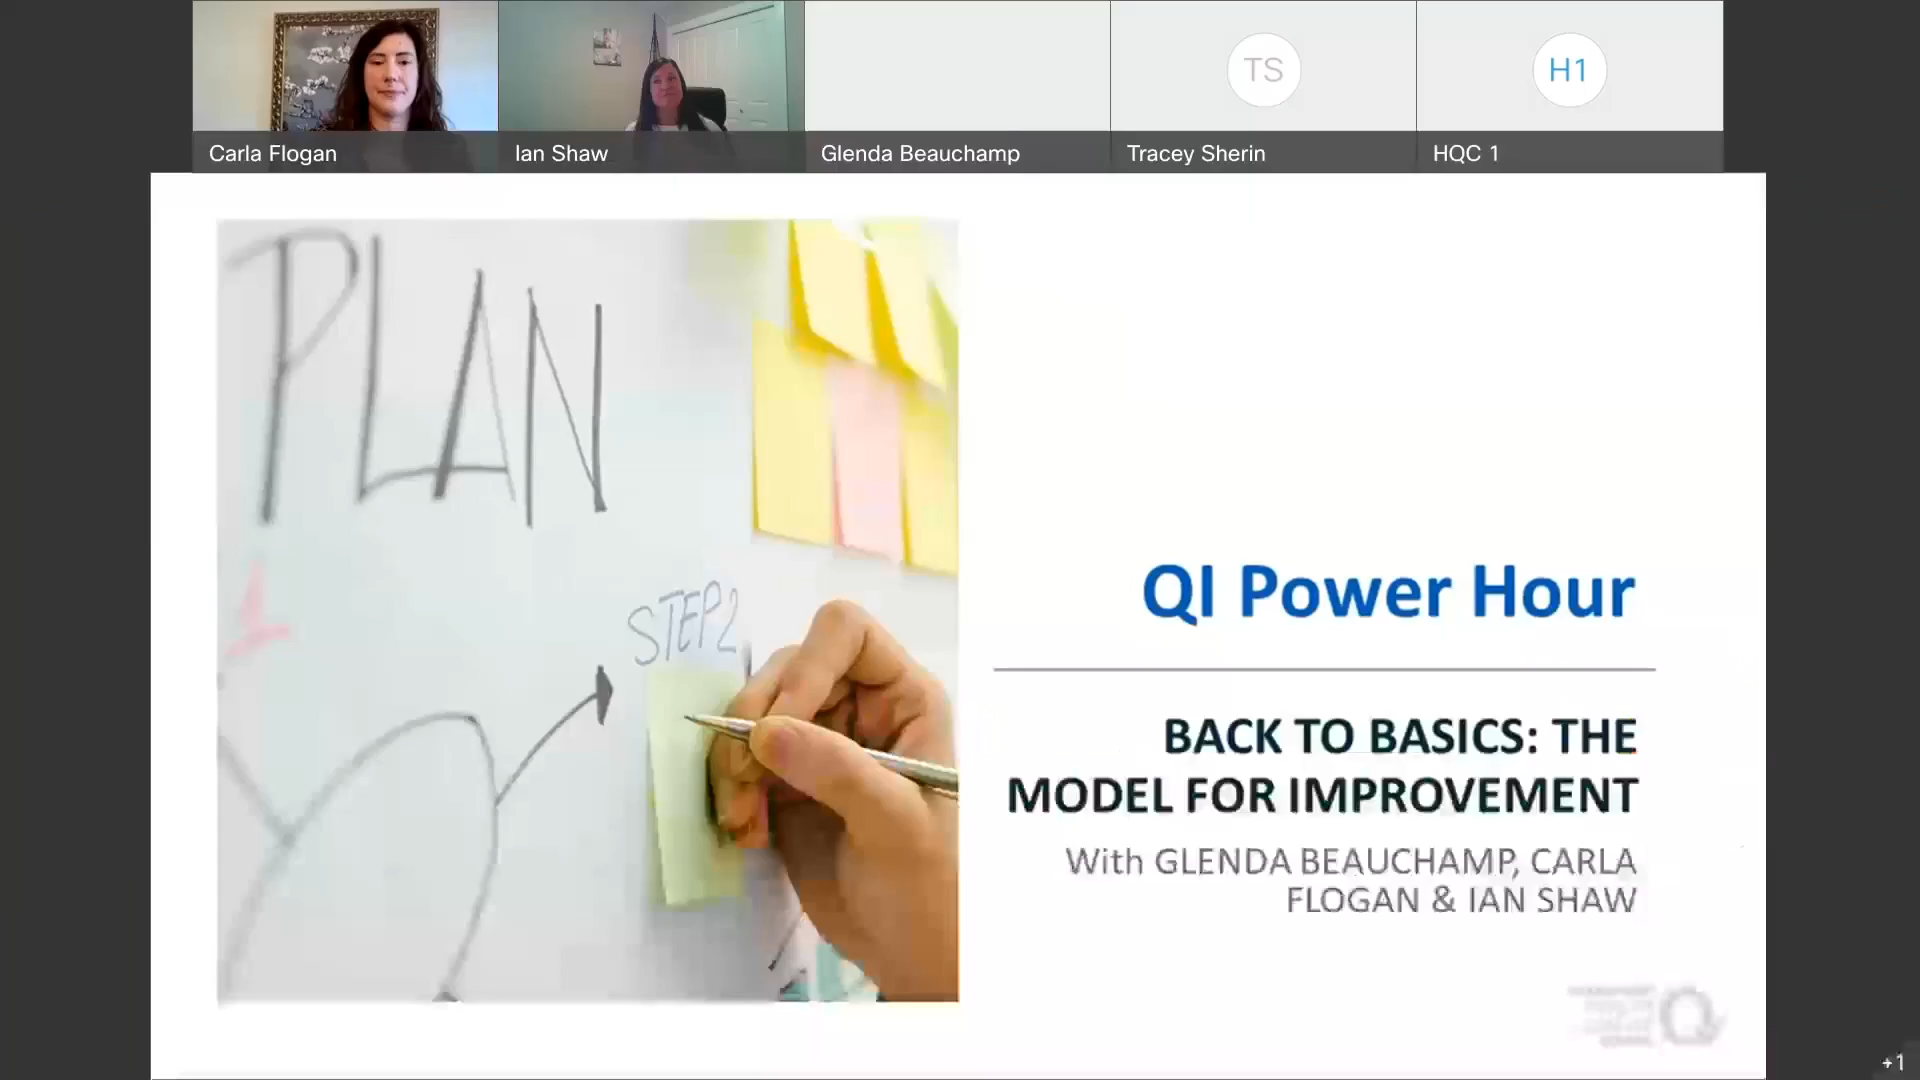 TS
H1
Carla Flogan
Ian Shaw
Glenda Beauchamp
Tracey Sherin
HQC 1
PLAN
1
STEP2
QI Power Hour
BACK TO BASICS: THE
MODEL FOR IMPROVEMENT
With GLENDA BEAUCHAMP, CARLA
FLOGAN & IAN SHAW
+1